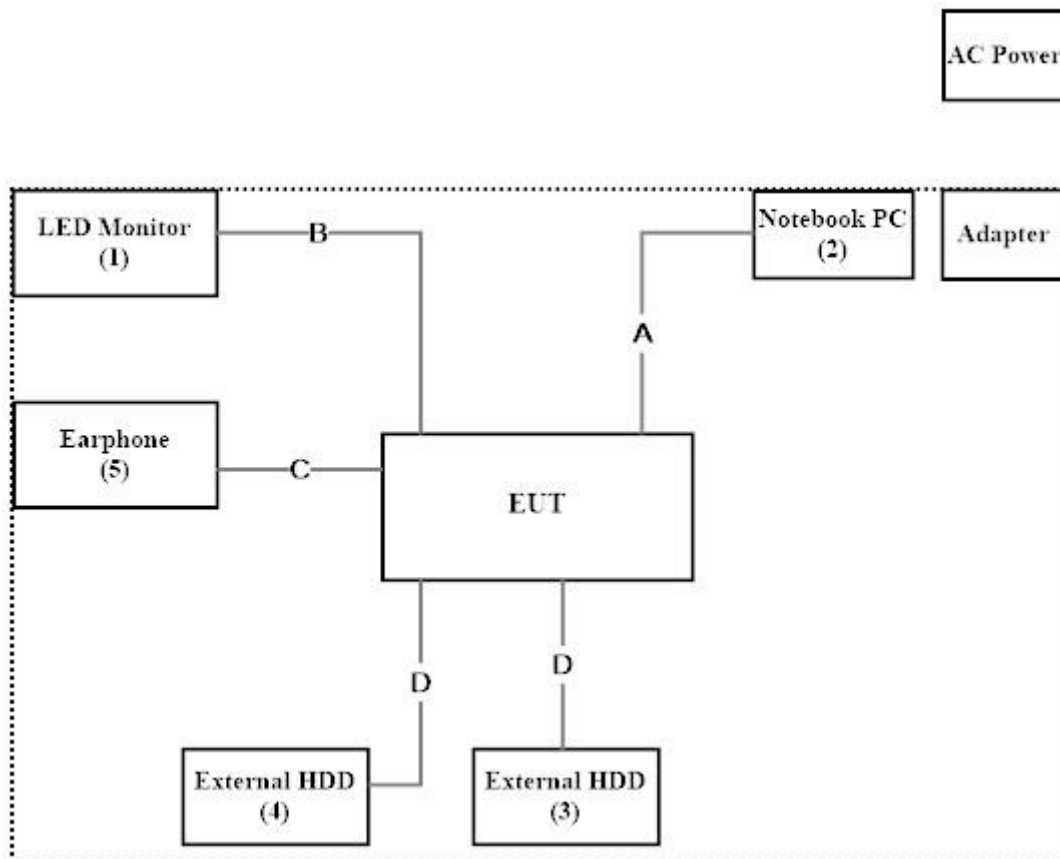 AC Power
LED Monitor
(1)
B
Notebook PC
(2)
Adapter
A
Earphone
(5)
C
EUT
D
D
External HDD
(4)
External HDD
(3)